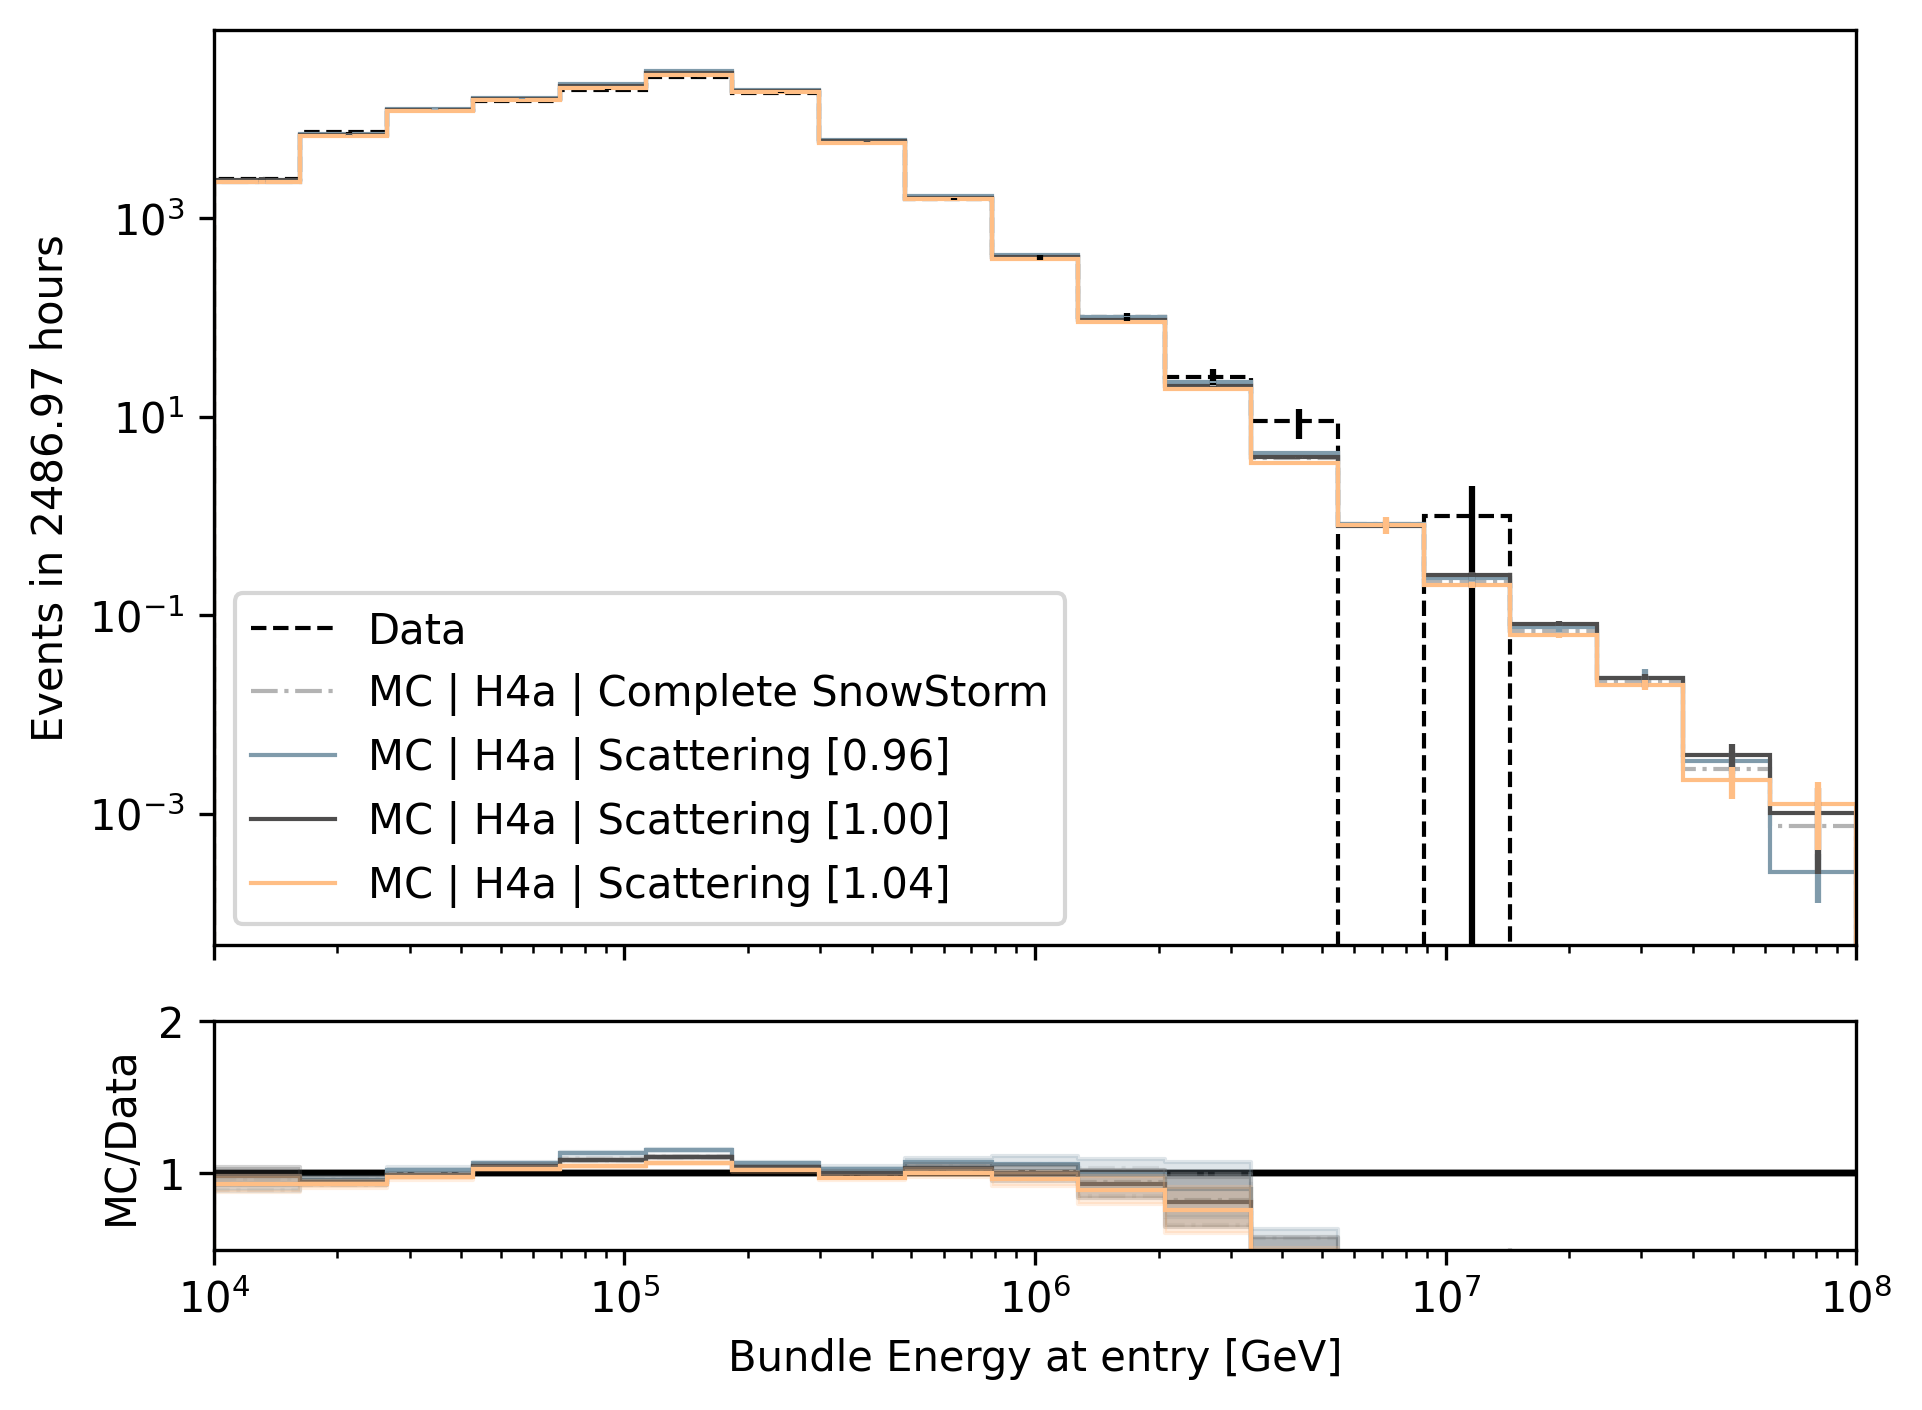 Events in 2486.97 hours
10³
10¹
10⁻¹
10⁻³
Data
MC | H4a | Complete SnowStorm
MC | H4a | Scattering [0.96]
MC | H4a | Scattering [1.00]
MC | H4a | Scattering [1.04]
MC/Data
2
1
10⁴ 10⁵ 10⁶ 10⁷ 10⁸
Bundle Energy at entry [GeV]